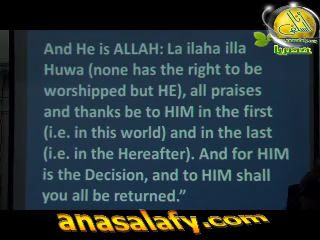 And He is ALLAH: La ilaha illa
Huwa (none has the right to be
worshipped but HE), all praises
and thanks be to HIM in the first
(i.e. in this world) and in the last
(i.e. in the Hereafter). And for HIM
is the Decision, and to HIM shall
you all be returned.”
anasalafy.com